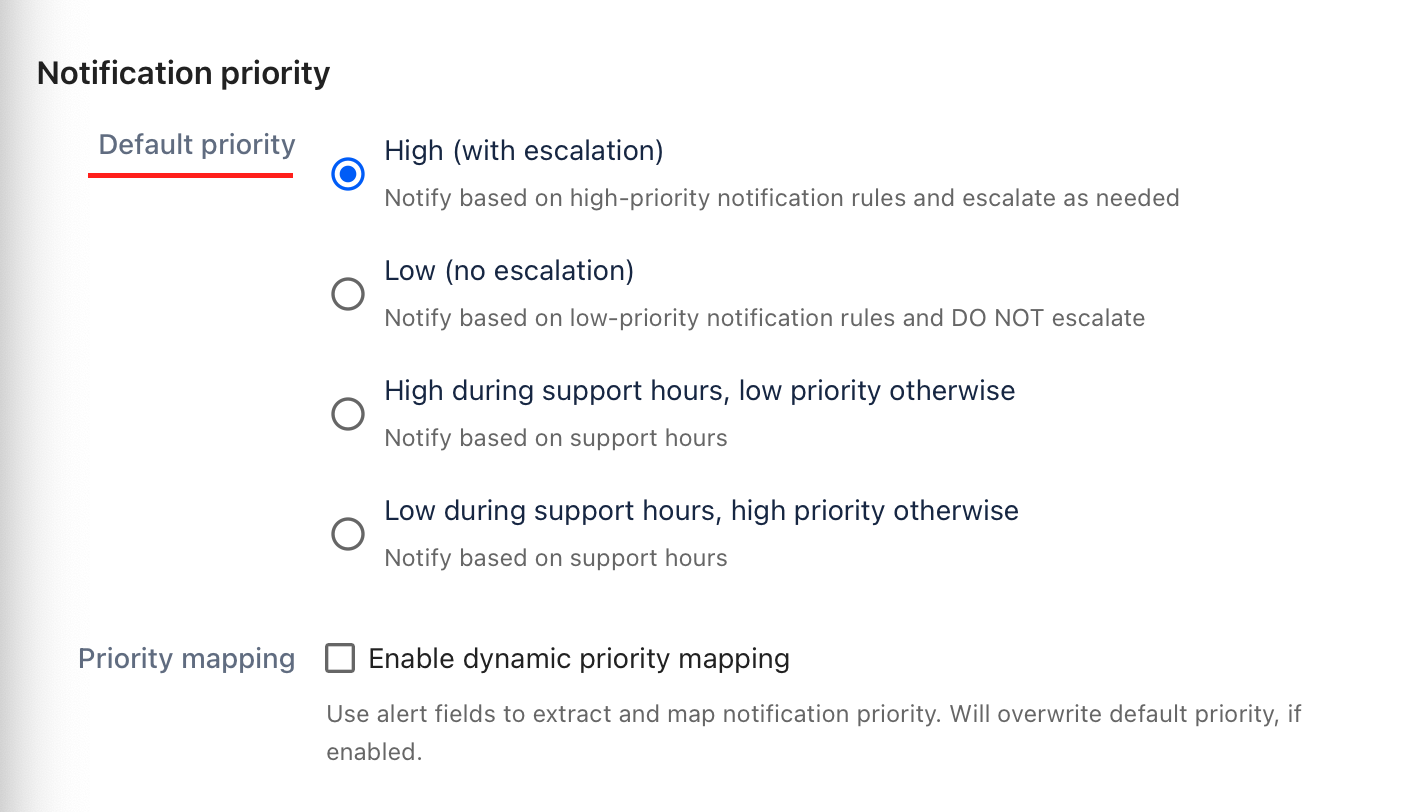 Notification priority
Default priority
High (with escalation)
Notify based on high-priority notification rules and escalate as needed
Low (no escalation)
Notify based on low-priority notification rules and DO NOT escalate
High during support hours, low priority otherwise
Notify based on support hours
Low during support hours, high priority otherwise
Notify based on support hours
Priority mapping
Enable dynamic priority mapping
Use alert fields to extract and map notification priority. Will overwrite default priority, if
enabled.